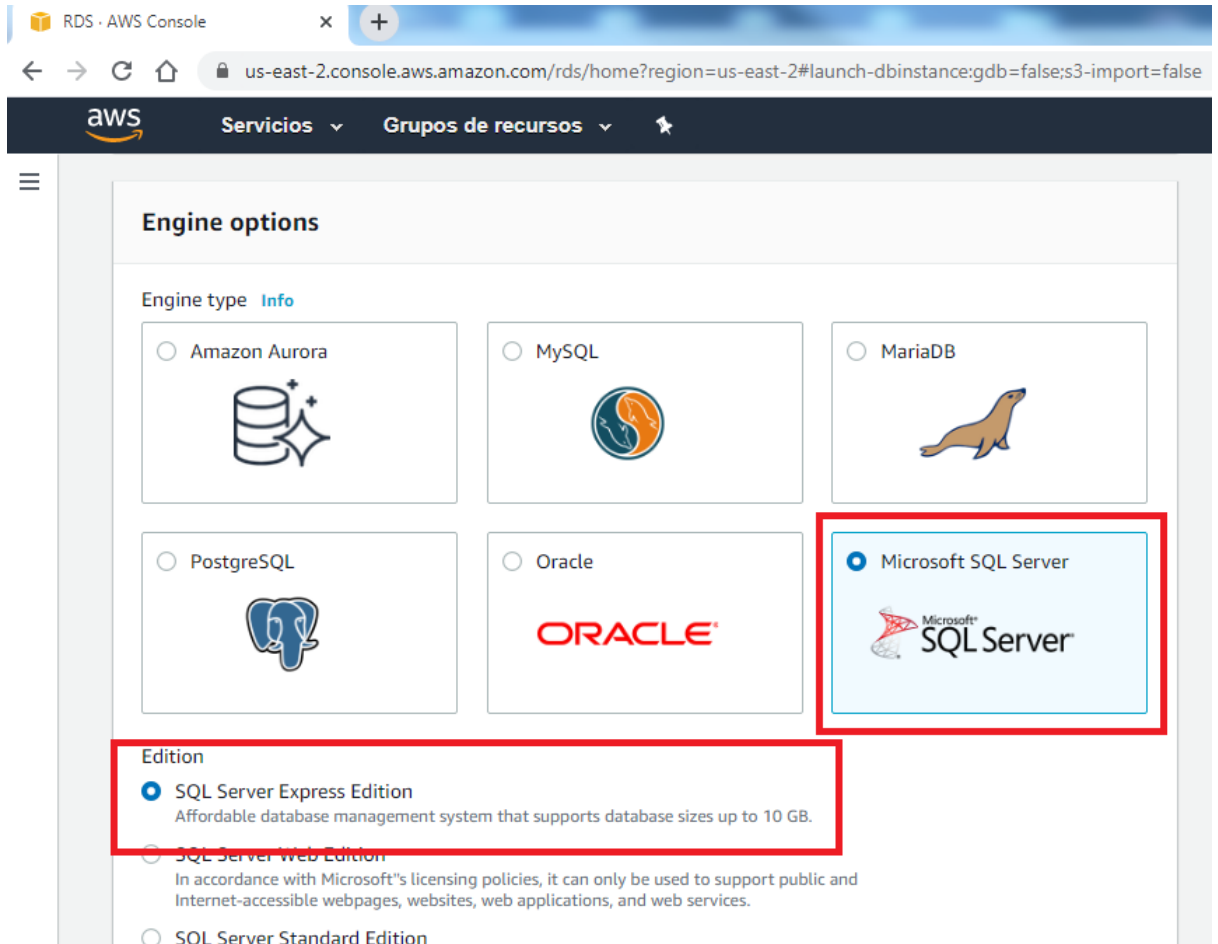 RDS · AWS Console
us-east-2.console.aws.amazon.com/rds/home?region=us-east-2#launch-dbinstance:gdb=false;s3-import=false
aws Servicios Grupos de recursos
Engine options
Engine type Info
Amazon Aurora MySQL MariaDB
PostgreSQL Oracle Microsoft SQL Server
ORACLE Microsoft SQL Server
Edition
SQL Server Express Edition
Affordable database management system that supports database sizes up to 10 GB.
SQL Server Web Edition
In accordance with Microsoft"s licensing policies, it can only be used to support public and
Internet-accessible webpages, websites, web applications, and web services.
SQL Server Standard Edition